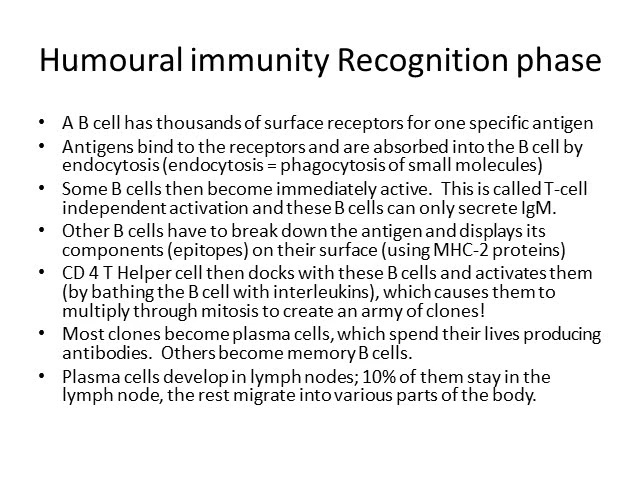 Humoural immunity Recognition phase
• A B cell has thousands of surface receptors for one specific antigen
• Antigens bind to the receptors and are absorbed into the B cell by
endocytosis (endocytosis = phagocytosis of small molecules)
• Some B cells then become immediately active.  This is called T-cell
independent activation and these B cells can only secrete IgM.
• Other B cells have to break down the antigen and displays its
components (epitopes) on their surface (using MHC-2 proteins)
• CD 4 T Helper cell then docks with these B cells and activates them
(by bathing the B cell with interleukins), which causes them to
multiply through mitosis to create an army of clones!
• Most clones become plasma cells, which spend their lives producing
antibodies.  Others become memory B cells.
• Plasma cells develop in lymph nodes; 10% of them stay in the
lymph node, the rest migrate into various parts of the body.